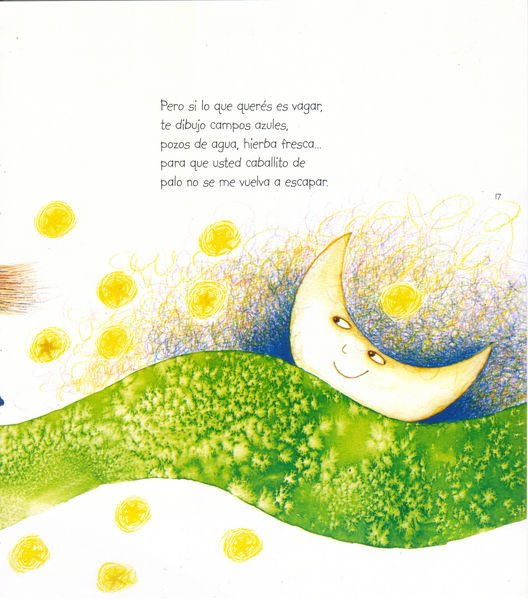 Pero si lo que querés es vagar,
te dibujo campos azules,
pozos de agua, hierba fresca...
para que usted caballito de
palo no se me vuelva a escapar.
17